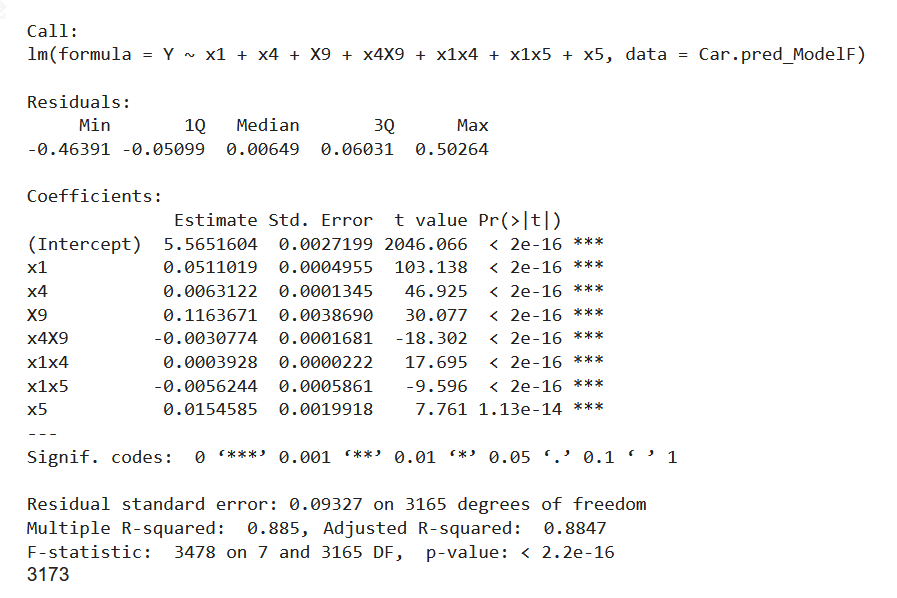 Call:
lm(formula = Y ~ x1 + x4 + X9 + x4X9 + x1x4 + x1x5 + x5, data = Car.pred_ModelF)
Residuals:
Min 1Q Median 3Q Max
-0.46391 -0.05099 0.00649 0.06031 0.50264
Coefficients:
Estimate Std. Error t value Pr(>|t|)
(Intercept) 5.5651604 0.0027199 2046.066 < 2e-16 ***
x1 0.0511019 0.0004955 103.138 < 2e-16 ***
x4 0.0063122 0.0001345 46.925 < 2e-16 ***
X9 0.1163671 0.0038690 30.077 < 2e-16 ***
x4X9 -0.0030774 0.0001681 -18.302 < 2e-16 ***
x1x4 0.0003928 0.0000222 17.695 < 2e-16 ***
x1x5 -0.0056244 0.0005861 -9.596 < 2e-16 ***
x5 0.0154585 0.0019918 7.761 1.13e-14 ***
---
Signif. codes: 0 ‘***’ 0.001 ‘**’ 0.01 ‘*’ 0.05 ‘.’ 0.1 ‘ ’ 1
Residual standard error: 0.09327 on 3165 degrees of freedom
Multiple R-squared: 0.885, Adjusted R-squared: 0.8847
F-statistic: 3478 on 7 and 3165 DF, p-value: < 2.2e-16
3173